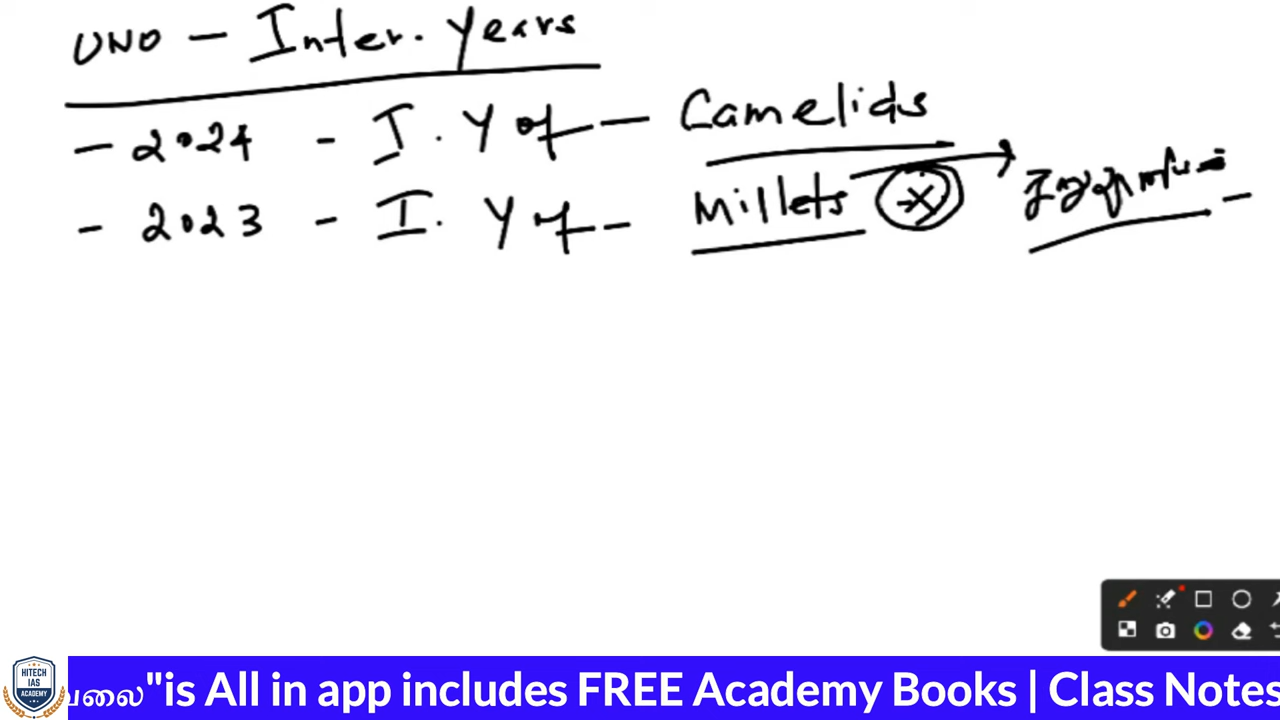 UNO - Inter. Years
- 2024 - I. Y of - Camelids
- 2023 - I. Y of - Millets
HITECH
IAS
ACADEMY
வலை" is All in app includes FREE Academy Books | Class Notes